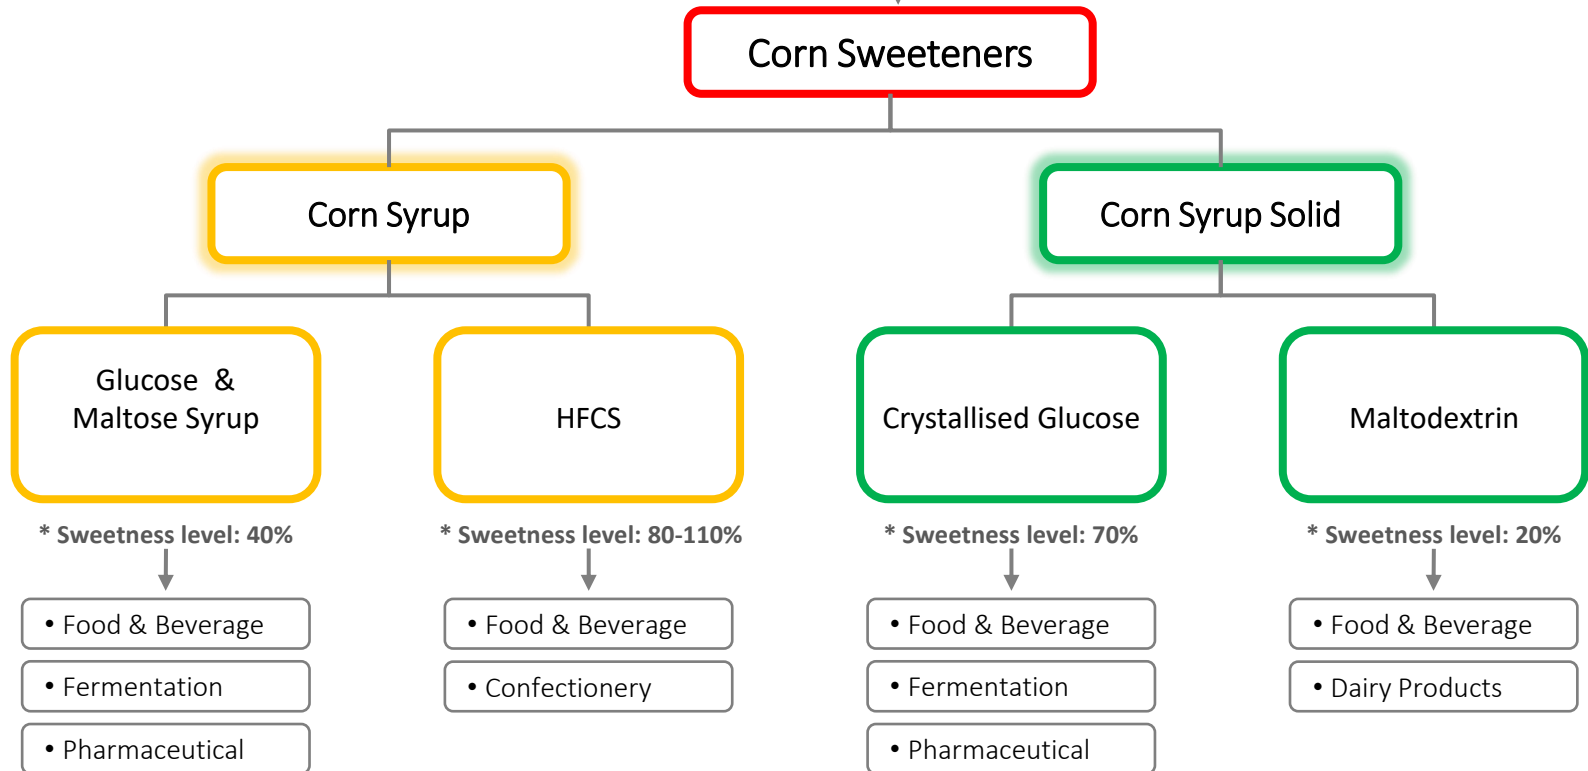 Corn Sweeteners
Corn Syrup
Corn Syrup Solid
Glucose &
Maltose Syrup
HFCS
Crystallised Glucose
Maltodextrin
* Sweetness level: 40%
* Sweetness level: 80-110%
* Sweetness level: 70%
* Sweetness level: 20%
• Food & Beverage
• Food & Beverage
• Food & Beverage
• Food & Beverage
• Fermentation
• Confectionery
• Fermentation
• Dairy Products
• Pharmaceutical
• Pharmaceutical